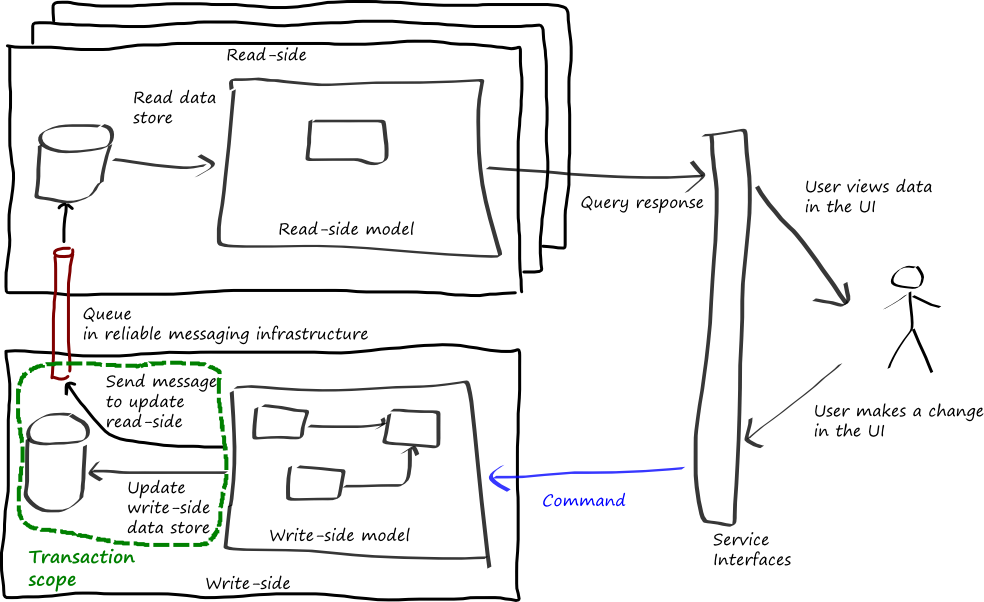 Read-side
Read data
store
Read-side model
Query response
User views data
in the UI
Queue
in reliable messaging infrastructure
Send message
to update
read-side
Update
write-side
data store
Write-side model
Command
User makes a change
in the UI
Service
Interfaces
Transaction
scope
Write-side